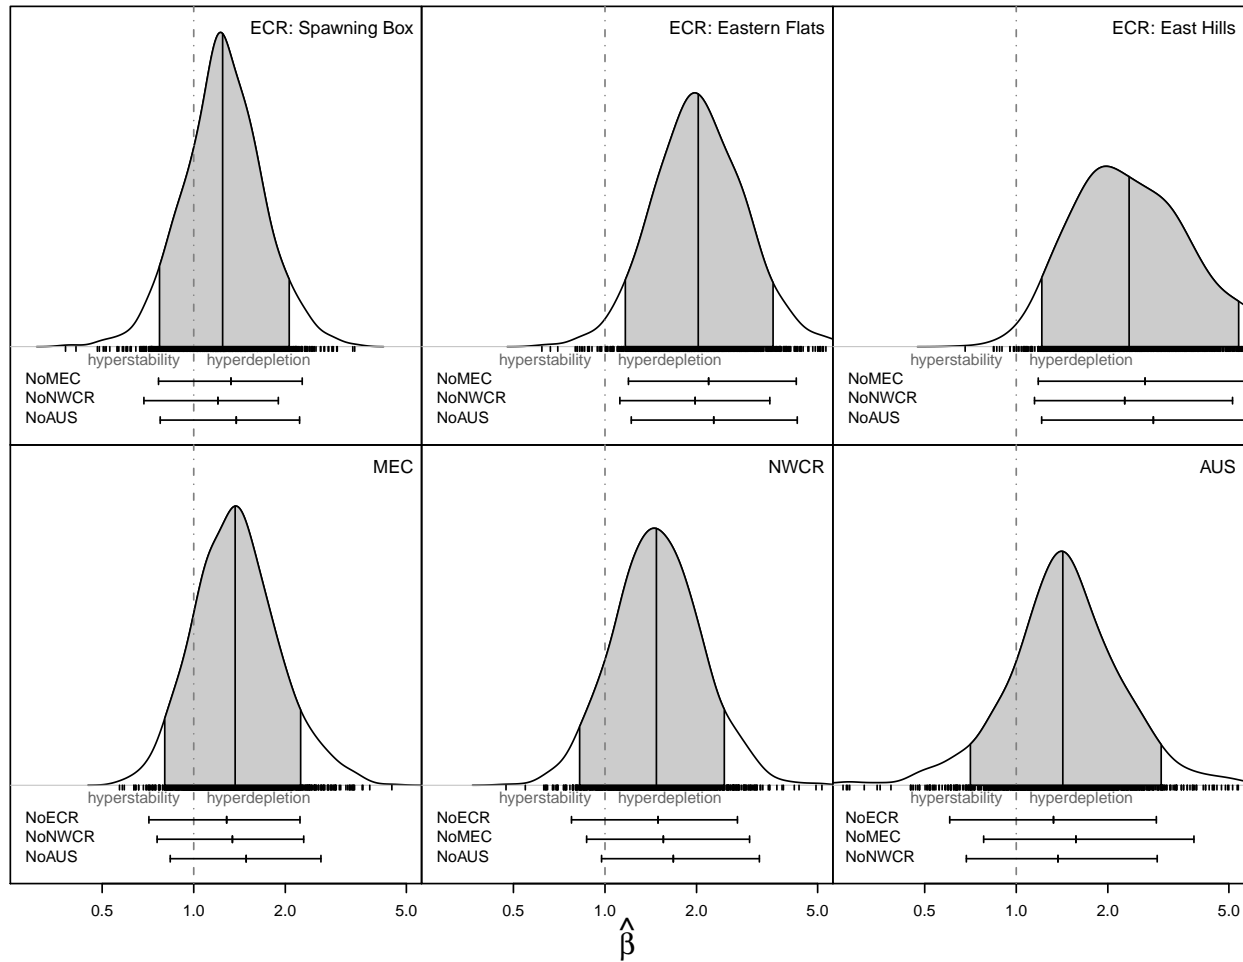 ECR: Spawning Box
ECR: Eastern Flats
ECR: East Hills
hyperstability hyperdepletion
hyperstability hyperdepletion
hyperstability hyperdepletion
NoMEC
NoNWCR
NoAUS
NoMEC
NoNWCR
NoAUS
NoMEC
NoNWCR
NoAUS
MEC
NWCR
AUS
hyperstability hyperdepletion
hyperstability hyperdepletion
hyperstability hyperdepletion
NoECR
NoNWCR
NoAUS
NoECR
NoMEC
NoAUS
NoECR
NoMEC
NoNWCR
0.5 1.0 2.0 5.0
0.5 1.0 2.0 5.0
0.5 1.0 2.0 5.0
β̂